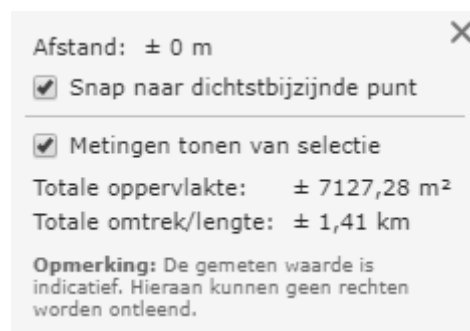 Afstand: ± 0 m
Snap naar dichtstbijzijnde punt
Metingen tonen van selectie
Totale oppervlakte: ± 7127,28 m²
Totale omtrek/lengte: ± 1,41 km
Opmerking: De gemeten waarde is
indicatief. Hieraan kunnen geen rechten
worden ontleend.